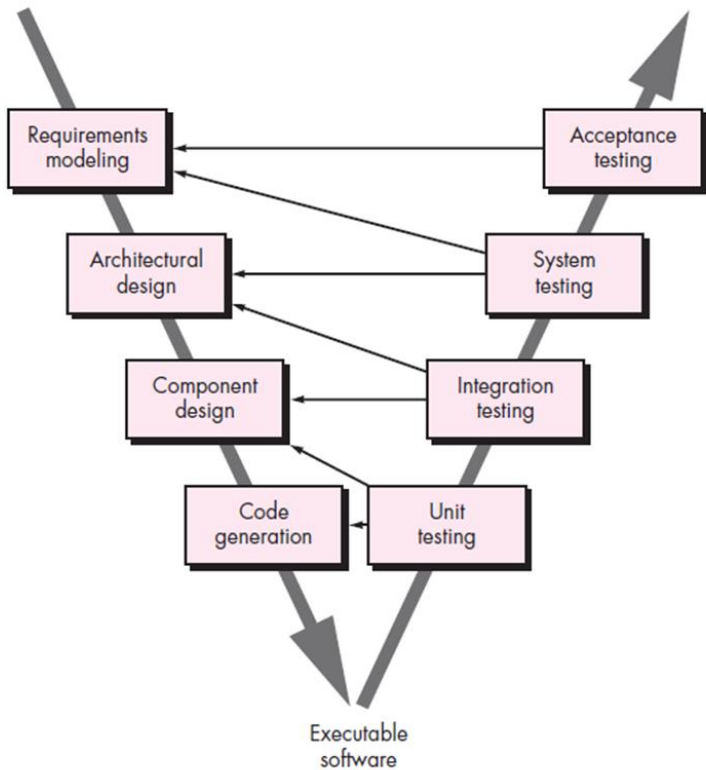 Requirements
modeling
Acceptance
testing
Architectural
design
System
testing
Component
design
Integration
testing
Code
generation
Unit
testing
Executable
software